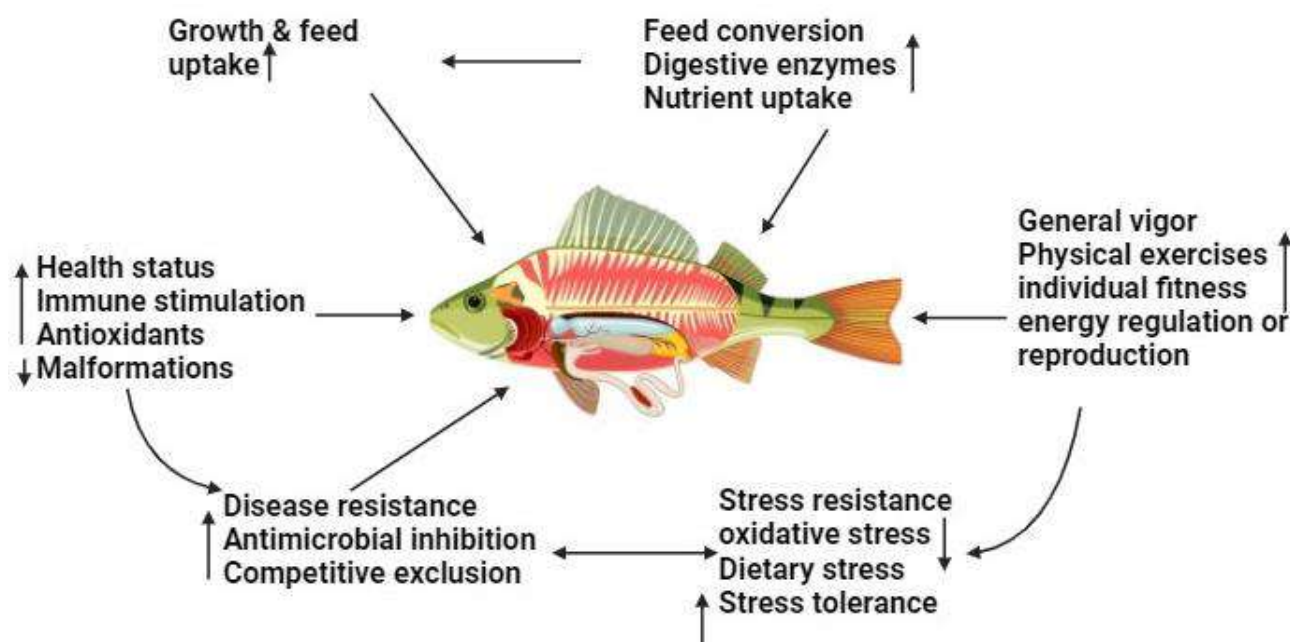 Growth & feed
uptake
Feed conversion
Digestive enzymes
Nutrient uptake
General vigor
Physical exercises
individual fitness
energy regulation or
reproduction
Health status
Immune stimulation
Antioxidants
Malformations
Disease resistance
Antimicrobial inhibition
Competitive exclusion
Stress resistance
oxidative stress
Dietary stress
Stress tolerance